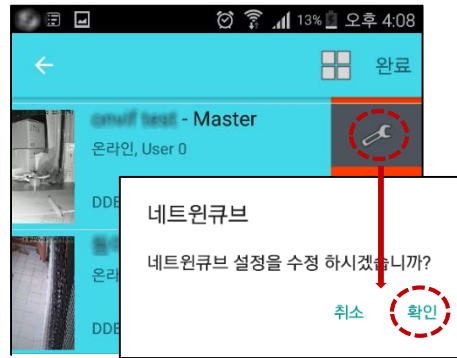 13% 오후 4:08
완료
- Master
온라인, User 0
DDE
네트윈큐브
온라
네트윈큐브 설정을 수정 하시겠습니까?
취소 확인
DDE